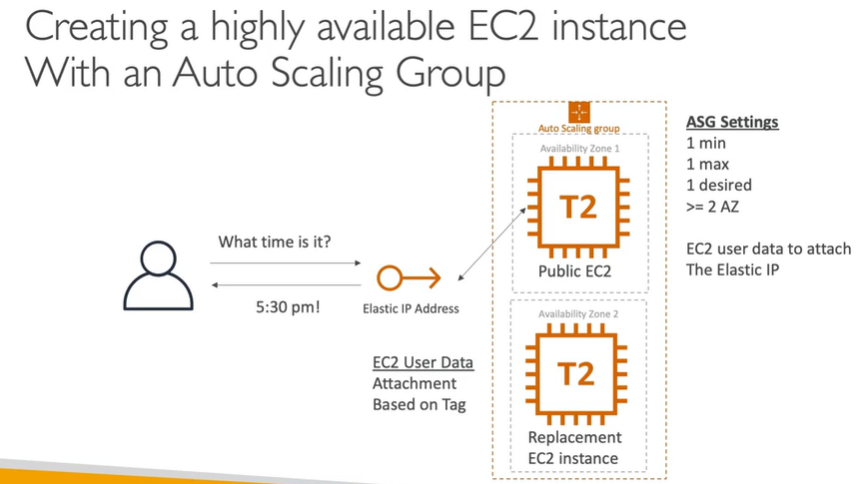 Creating a highly available EC2 instance
With an Auto Scaling Group
Auto Scaling group
Availability Zone 1
T2
Public EC2
ASG Settings
1 min
1 max
1 desired
>= 2 AZ
EC2 user data to attach
The Elastic IP
What time is it?
5:30 pm!
Elastic IP Address
EC2 User Data
Attachment
Based on Tag
Availability Zone 2
T2
Replacement
EC2 instance